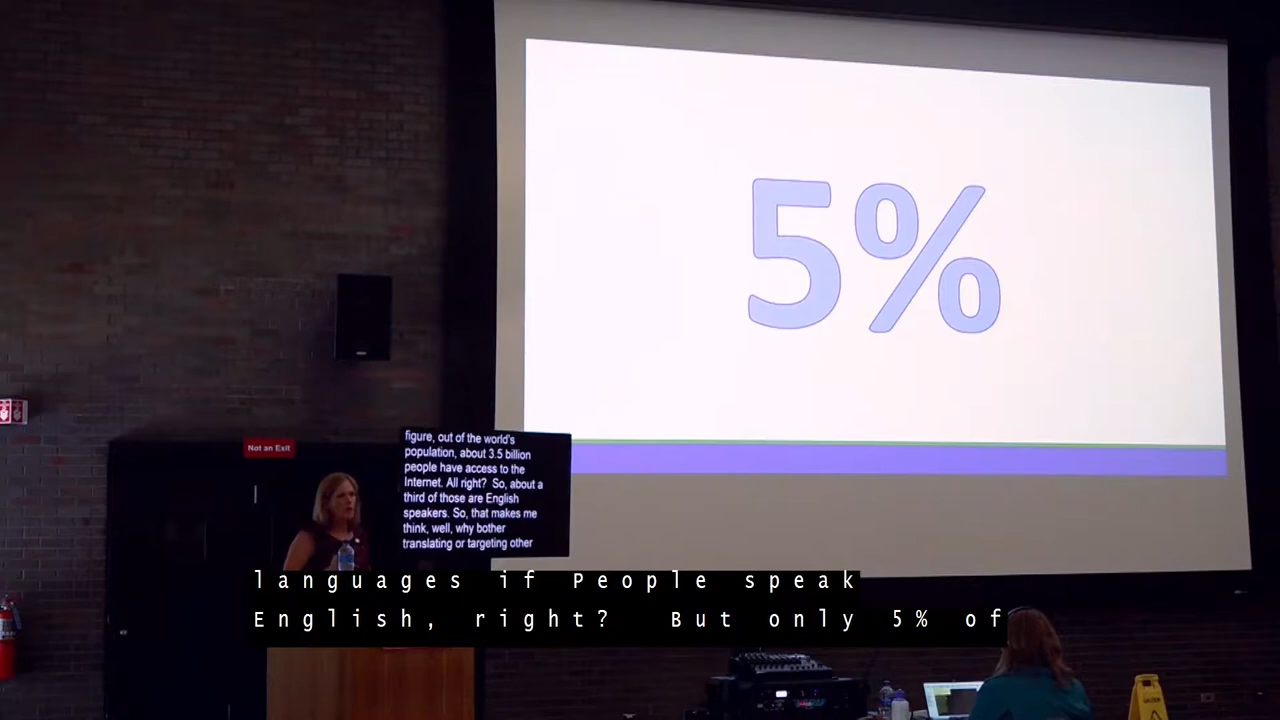 5%
Not an Exit
figure, out of the world's
population, about 3.5 billion
people have access to the
Internet. All right? So, about a
third of those are English
speakers. So, that makes me
think, well, why bother
translating or targeting other
languages if People speak
English, right? But only 5% of
CAUTION